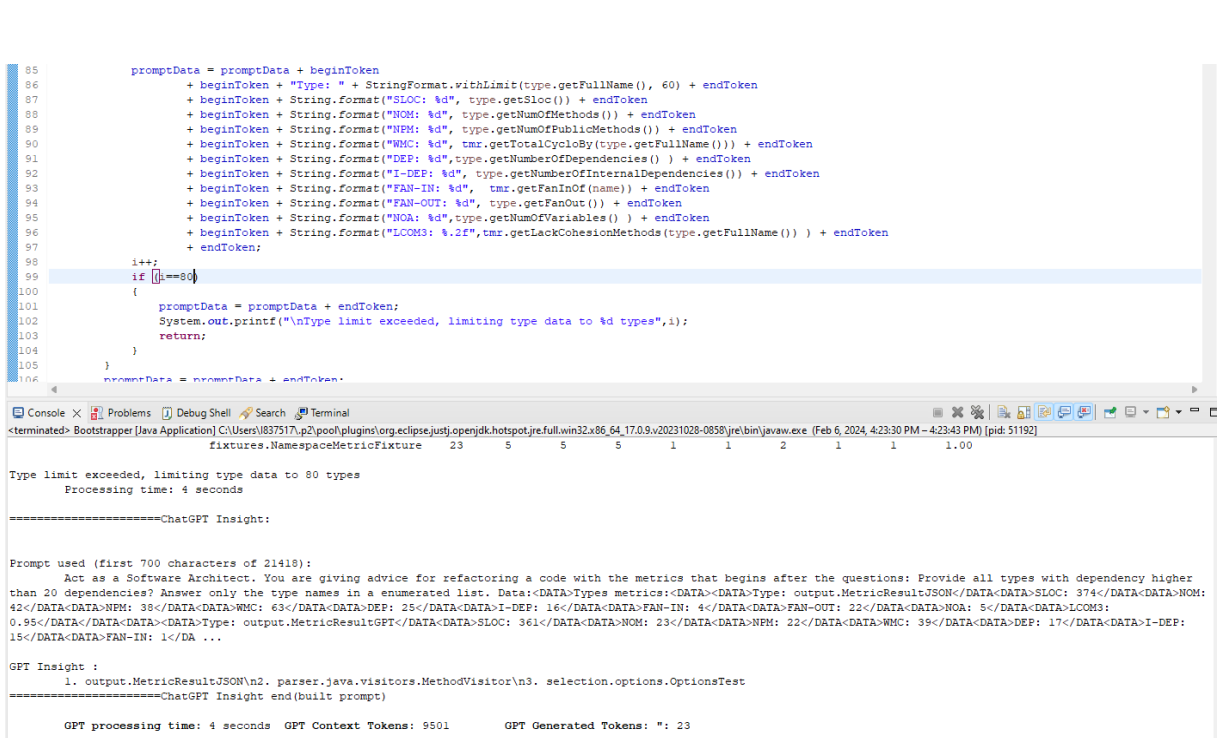 85 promptData = promptData + beginToken
86 + beginToken + "Type: " + StringFormat.withLimit(type.getFullName(), 60) + endToken
87 + beginToken + String.format("SLOC: %d", type.getSloc()) + endToken
88 + beginToken + String.format("NOM: %d", type.getNumOfMethods()) + endToken
89 + beginToken + String.format("NPM: %d", type.getNumOfPublicMethods()) + endToken
90 + beginToken + String.format("WMC: %d", tmr.getTotalCycloBy(type.getFullName())) + endToken
91 + beginToken + String.format("DEP: %d",type.getNumberOfDependencies() ) + endToken
92 + beginToken + String.format("I-DEP: %d", type.getNumberOfInternalDependencies()) + endToken
93 + beginToken + String.format("FAN-IN: %d", tmr.getFanInOf(name)) + endToken
94 + beginToken + String.format("FAN-OUT: %d", type.getFanOut()) + endToken
95 + beginToken + String.format("NOA: %d",type.getNumOfVariables() ) + endToken
96 + beginToken + String.format("LCOM3: %.2f",tmr.getLackCohesionMethods(type.getFullName()) ) + endToken
97 + endToken;
98 i++;
99 if (i==80)
100 {
101 promptData = promptData + endToken;
102 System.out.printf("\nType limit exceeded, limiting type data to %d types",i);
103 return;
104 }
105 }
106 promptData = promptData + endToken;
Console Problems Debug Shell Search Terminal
<terminated> Bootstrapper [Java Application] C:\Users\I837517\.p2\pool\plugins\org.eclipse.justj.openjdk.hotspot.jre.full.win32.x86_64_17.0.9.v20231028-0858\jre\bin\javaw.exe (Feb 6, 2024, 4:23:30 PM – 4:23:43 PM) [pid: 51192]
fixtures.NamespaceMetricFixture 23 5 5 5 1 1 2 1 1 1.00
Type limit exceeded, limiting type data to 80 types
Processing time: 4 seconds
======================ChatGPT Insight:
Prompt used (first 700 characters of 21418):
Act as a Software Architect. You are giving advice for refactoring a code with the metrics that begins after the questions: Provide all types with dependency higher
than 20 dependencies? Answer only the type names in a enumerated list. Data:<DATA>Types metrics:<DATA><DATA>Type: output.MetricResultJSON</DATA<DATA>SLOC: 374</DATA<DATA>NOM:
42</DATA<DATA>NPM: 38</DATA<DATA>WMC: 63</DATA<DATA>DEP: 25</DATA<DATA>I-DEP: 16</DATA<DATA>FAN-IN: 4</DATA<DATA>FAN-OUT: 22</DATA<DATA>NOA: 5</DATA<DATA>LCOM3:
0.95</DATA</DATA<DATA><DATA>Type: output.MetricResultGPT</DATA<DATA>SLOC: 361</DATA<DATA>NOM: 23</DATA<DATA>NPM: 22</DATA<DATA>WMC: 39</DATA<DATA>DEP: 17</DATA<DATA>I-DEP:
15</DATA<DATA>FAN-IN: 1</DA ...
GPT Insight :
1. output.MetricResultJSON\n2. parser.java.visitors.MethodVisitor\n3. selection.options.OptionsTest
======================ChatGPT Insight end(built prompt)
GPT processing time: 4 seconds GPT Context Tokens: 9501 GPT Generated Tokens: ": 23